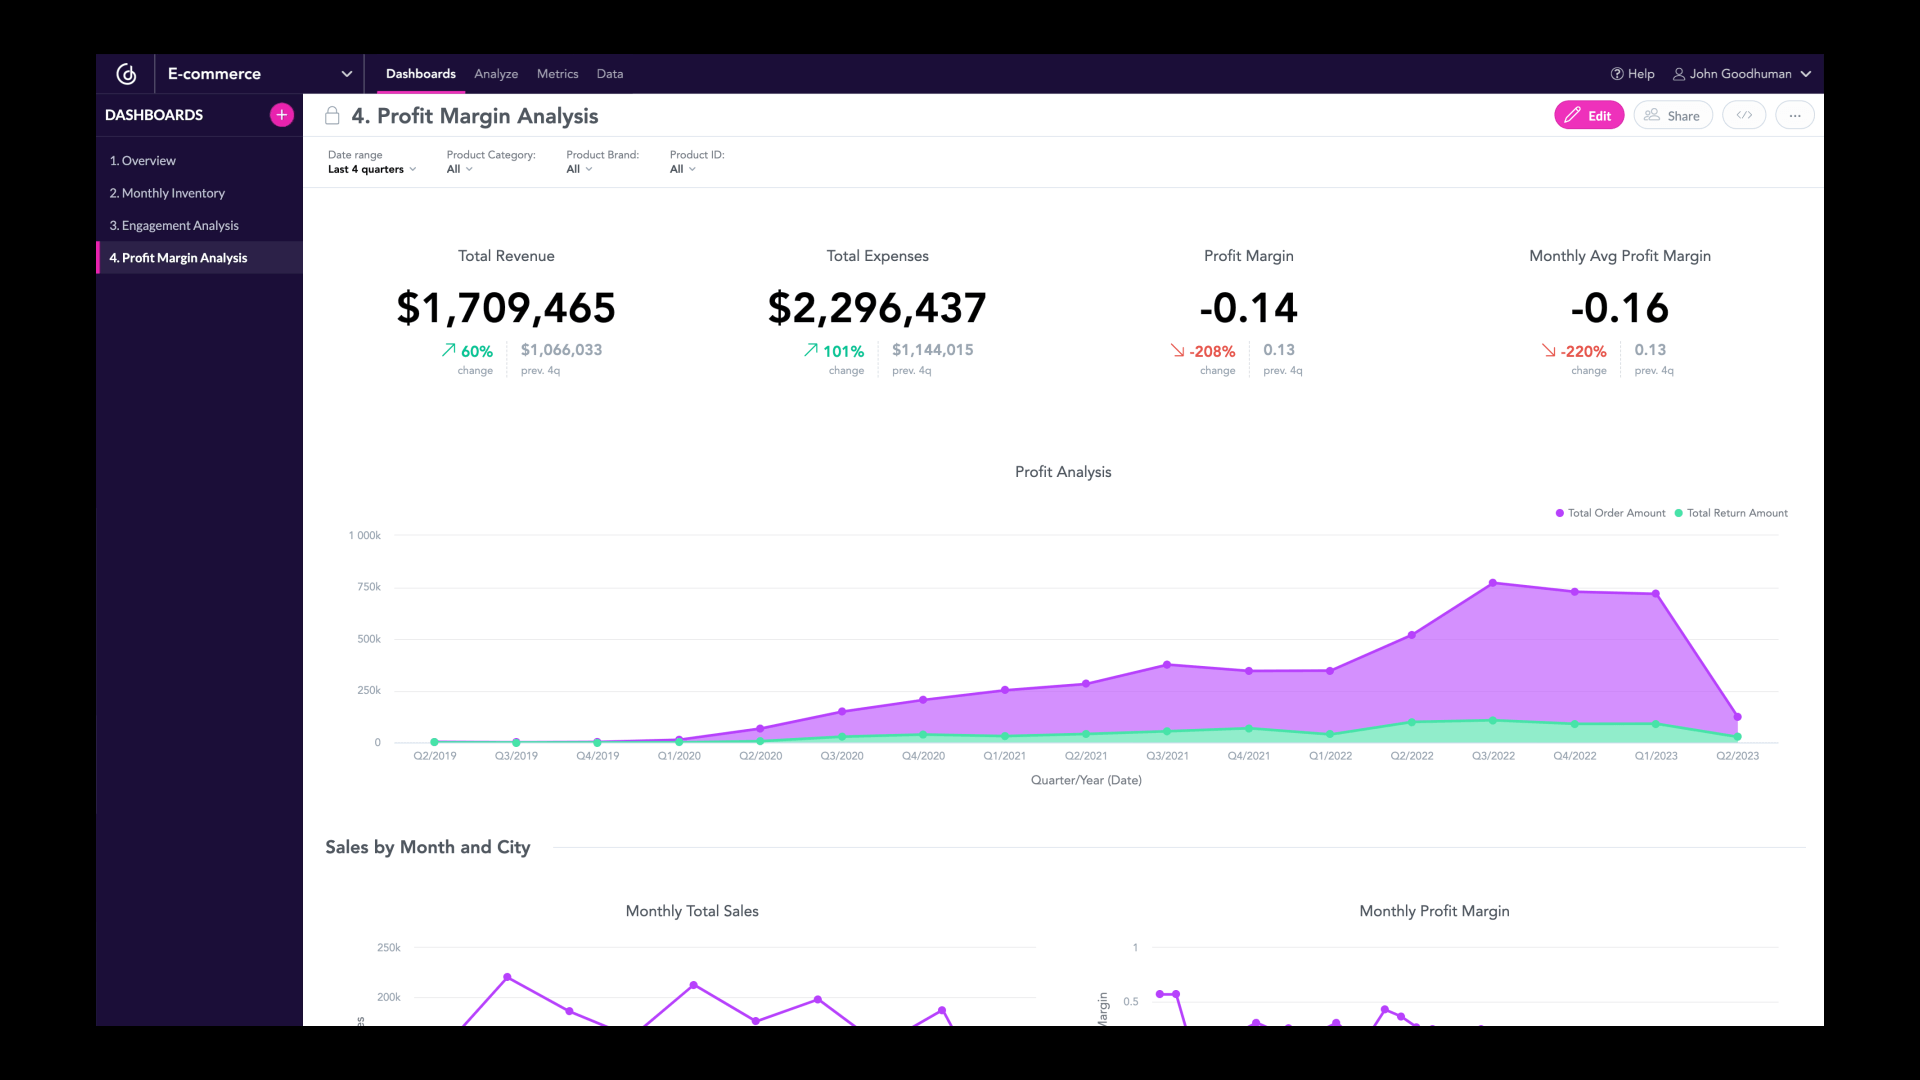 E-commerce
Dashboards Analyze Metrics Data
Help John Goodhuman
DASHBOARDS
1. Overview
2. Monthly Inventory
3. Engagement Analysis
4. Profit Margin Analysis
4. Profit Margin Analysis
Edit Share </> ...
Date range Product Category: Product Brand: Product ID:
Last 4 quarters All All All
Total Revenue
$1,709,465
60% $1,066,033
change prev. 4q
Total Expenses
$2,296,437
101% $1,144,015
change prev. 4q
Profit Margin
-0.14
-208% 0.13
change prev. 4q
Monthly Avg Profit Margin
-0.16
-220% 0.13
change prev. 4q
Profit Analysis
Total Order Amount Total Return Amount
1 000k
750k
500k
250k
0
Q2/2019 Q3/2019 Q4/2019 Q1/2020 Q2/2020 Q3/2020 Q4/2020 Q1/2021 Q2/2021 Q3/2021 Q4/2021 Q1/2022 Q2/2022 Q3/2022 Q4/2022 Q1/2023 Q2/2023
Quarter/Year (Date)
Sales by Month and City
Monthly Total Sales
250k
200k
Monthly Profit Margin
1
0.5
Margin